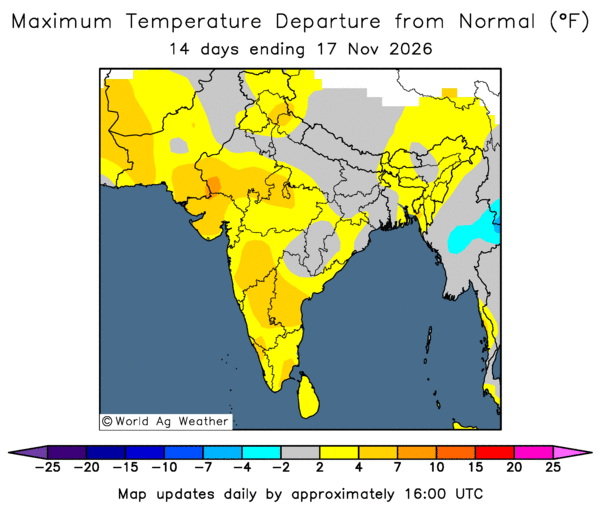 Maximum Temperature Departure from Normal (°F)
14 days ending 17 Nov 2026
©World Ag Weather
-25 -20 -15 -10 -7 -4 -2 2 4 7 10 15 20 25
Map updates daily by approximately 16:00 UTC